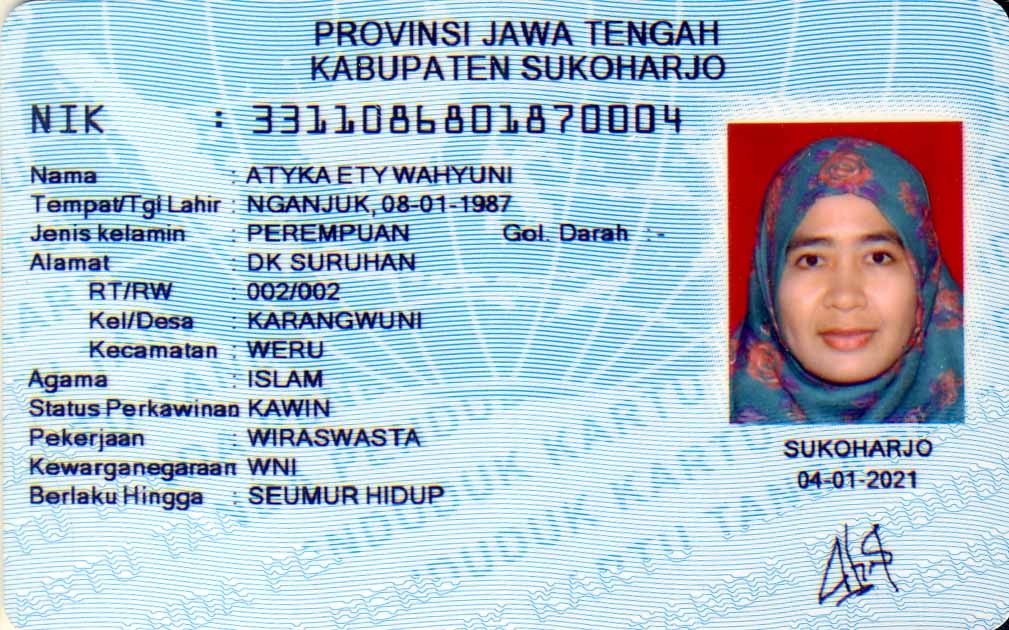 PROVINSI JAWA TENGAH
KABUPATEN SUKOHARJO
NIK : 3311086801870004
Nama : ATYKA ETY WAHYUNI
Tempat/Tgl Lahir : NGANJUK, 08-01-1987
Jenis kelamin : PEREMPUAN Gol. Darah : -
Alamat : DK SURUHAN
RT/RW : 002/002
Kel/Desa : KARANGWUNI
Kecamatan : WERU
Agama : ISLAM
Status Perkawinan KAWIN
Pekerjaan : WIRASWASTA
Kewarganegaraan WNI
Berlaku Hingga : SEUMUR HIDUP
SUKOHARJO
04-01-2021